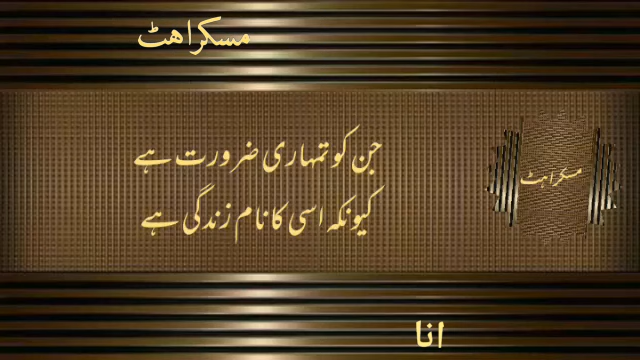 مسکراہٹ
جن کو تمہاری ضرورت ہے
کیونکہ اسی کا نام زندگی ہے
مسکراہٹ
انا